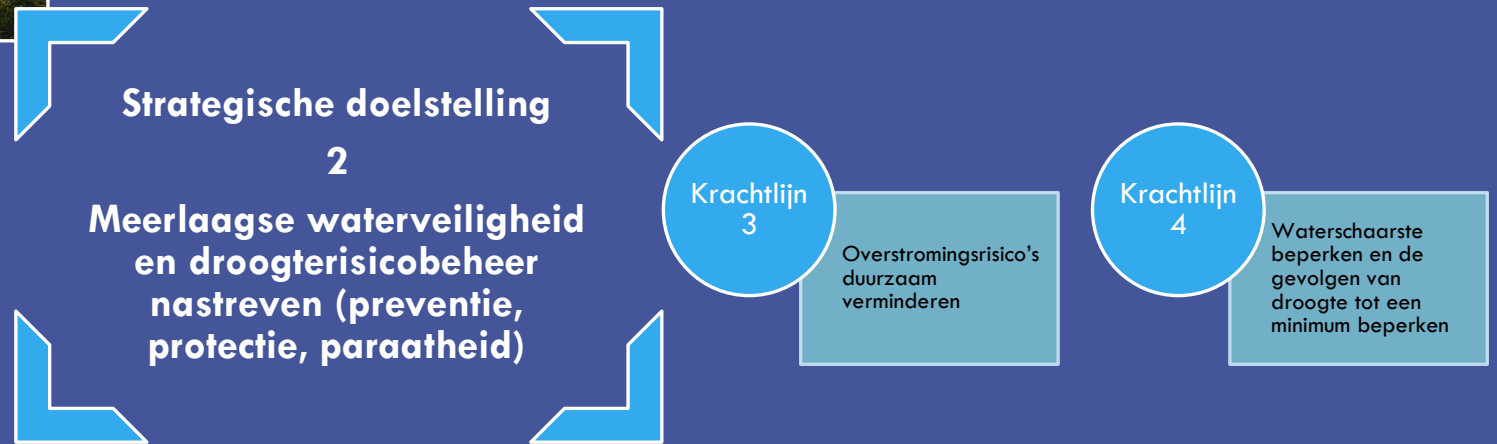 Strategische doelstelling
2
Meerlaagse waterveiligheid
en droogterisicobeheer
nastreven (preventie,
protectie, paraatheid)
Krachtlijn
3
Overstromingsrisico’s
duurzaam
verminderen
Krachtlijn
4
Waterschaarste
beperken en de
gevolgen van
droogte tot een
minimum beperken